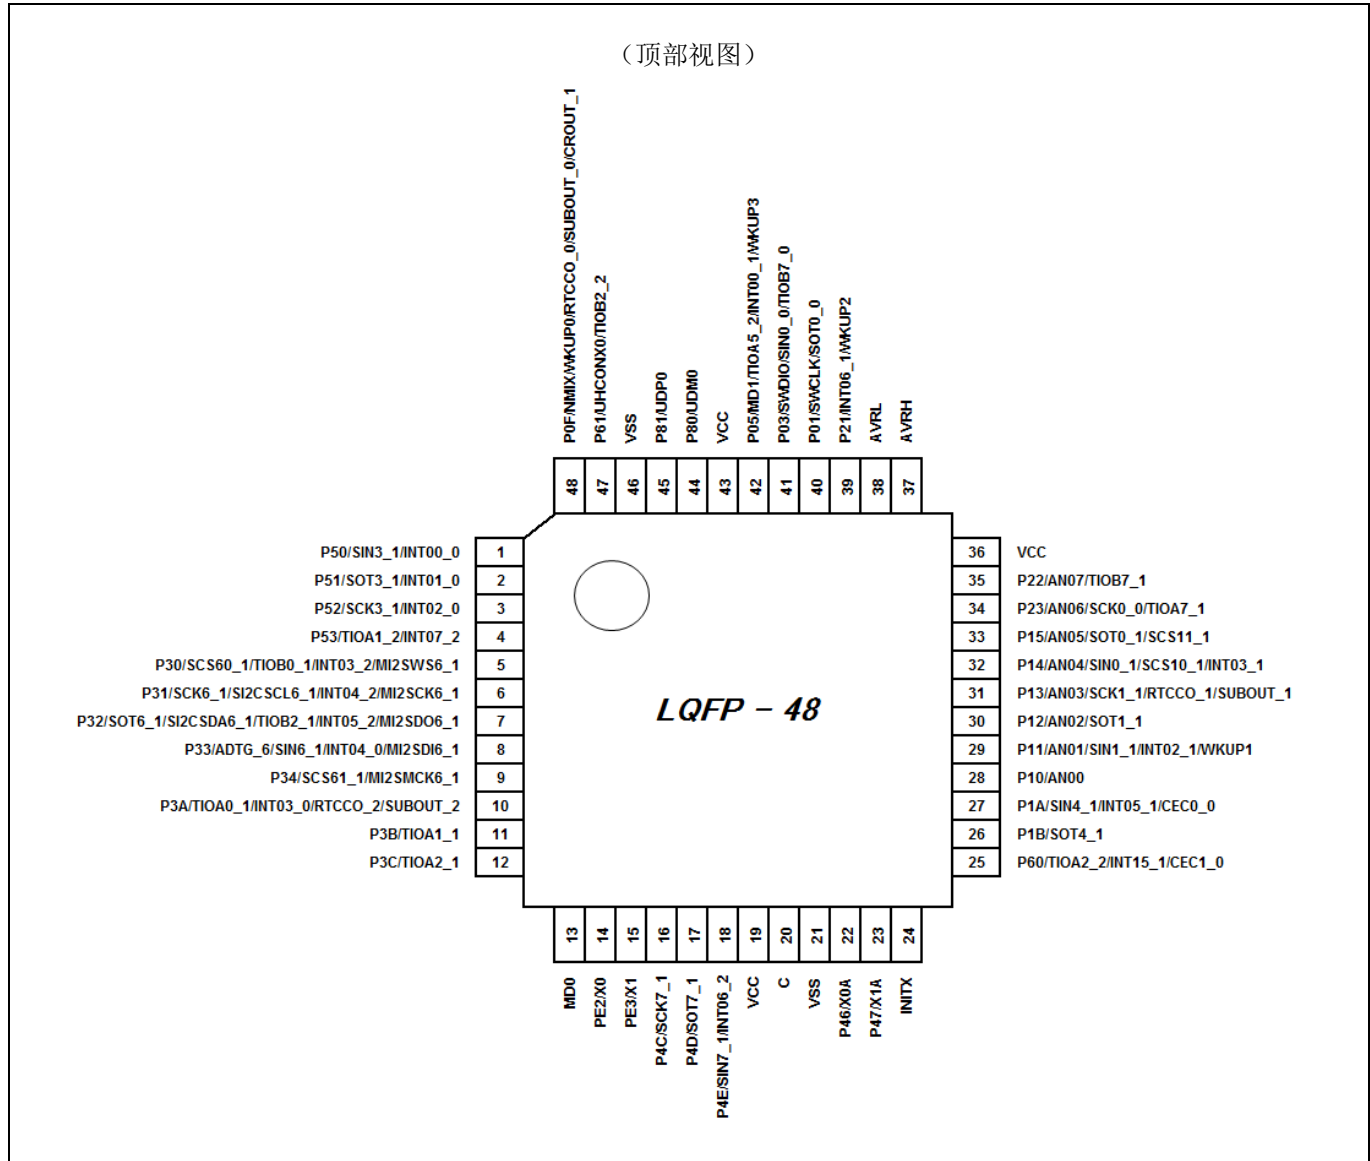 （顶部视图）
P0F/NMIX/WKUP0/RTCCO_0/SUBOUT_0/CROUT_1
P61/UHCONX0/TIOB2_2
VSS
P81/UDP0
P80/UDM0
VCC
P05/MD1/TIOA5_2/INT00_1/WKUP3
P03/SWDIO/SIN0_0/TIOB7_0
P01/SWCLK/SOT0_0
P21/INT06_1/WKUP2
AVRL
AVRH
48 47 46 45 44 43 42 41 40 39 38 37
P50/SIN3_1/INT00_0 1
P51/SOT3_1/INT01_0 2
P52/SCK3_1/INT02_0 3
P53/TIOA1_2/INT07_2 4
P30/SCS60_1/TIOB0_1/INT03_2/MI2SWS6_1 5
P31/SCK6_1/SI2CSCL6_1/INT04_2/MI2SCK6_1 6
P32/SOT6_1/SI2CSDA6_1/TIOB2_1/INT05_2/MI2SDO6_1 7
P33/ADTG_6/SIN6_1/INT04_0/MI2SDI6_1 8
P34/SCS61_1/MI2SMCK6_1 9
P3A/TIOA0_1/INT03_0/RTCCO_2/SUBOUT_2 10
P3B/TIOA1_1 11
P3C/TIOA2_1 12
LQFP - 48
36 VCC
35 P22/AN07/TIOB7_1
34 P23/AN06/SCK0_0/TIOA7_1
33 P15/AN05/SOT0_1/SCS11_1
32 P14/AN04/SIN0_1/SCS10_1/INT03_1
31 P13/AN03/SCK1_1/RTCCO_1/SUBOUT_1
30 P12/AN02/SOT1_1
29 P11/AN01/SIN1_1/INT02_1/WKUP1
28 P10/AN00
27 P1A/SIN4_1/INT05_1/CEC0_0
26 P1B/SOT4_1
25 P60/TIOA2_2/INT15_1/CEC1_0
13 14 15 16 17 18 19 20 21 22 23 24
MD0
PE2/X0
PE3/X1
P4C/SCK7_1
P4D/SOT7_1
P4E/SIN7_1/INT06_2
VCC
C
VSS
P46/X0A
P47/X1A
INITX